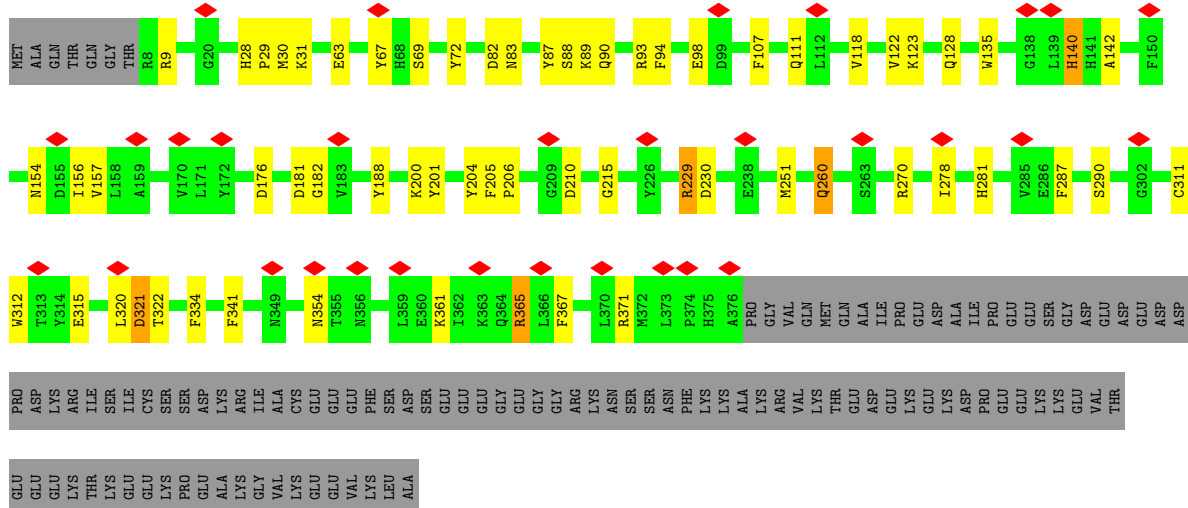 MET ALA GLN THR GLN GLY THR R8 R9 G20 H28 P29 M30 K31 E63 Y67 H68 S69 Y72 D82 N83 Y87 S88 K89 Q90 R93 F94 E98 D99 F107 Q111 L112 V118 V122 K123 Q128 W135 G138 L139 H140 H141 A142 F150
N154 D155 I156 V157 L158 A159 V170 L171 Y172 D176 D181 G182 V183 Y188 K200 Y201 Y204 F205 P206 G209 D210 G215 Y226 R229 D230 E238 M251 Q260 S263 R270 I278 H281 V285 E286 F287 S290 G302 C311
W312 T313 Y314 E315 L320 D321 T322 F334 F341 N349 N354 T355 N356 L359 E360 K361 I362 K363 Q364 R365 L366 F367 L370 R371 M372 L373 P374 H375 A376 PRO GLY VAL GLN MET GLN ALA ILE PRO GLU ASP ALA ILE PRO GLU GLU SER GLY ASP GLU ASP GLU ASP ASP
PRO ASP LYS ARG ILE SER ILE CYS SER SER ASP LYS ARG ILE ALA CYS GLU GLU GLU PHE SER ASP SER GLU GLU GLU GLY GLU GLY GLY ARG LYS ASN SER SER ASN PHE LYS LYS ALA LYS ARG VAL LYS THR GLU ASP GLU LYS GLU LYS ASP PRO GLU GLU LYS LYS GLU VAL THR
GLU GLU GLU LYS THR LYS GLU GLU LYS PRO GLU ALA LYS GLY VAL LYS GLU GLU VAL LYS LEU ALA